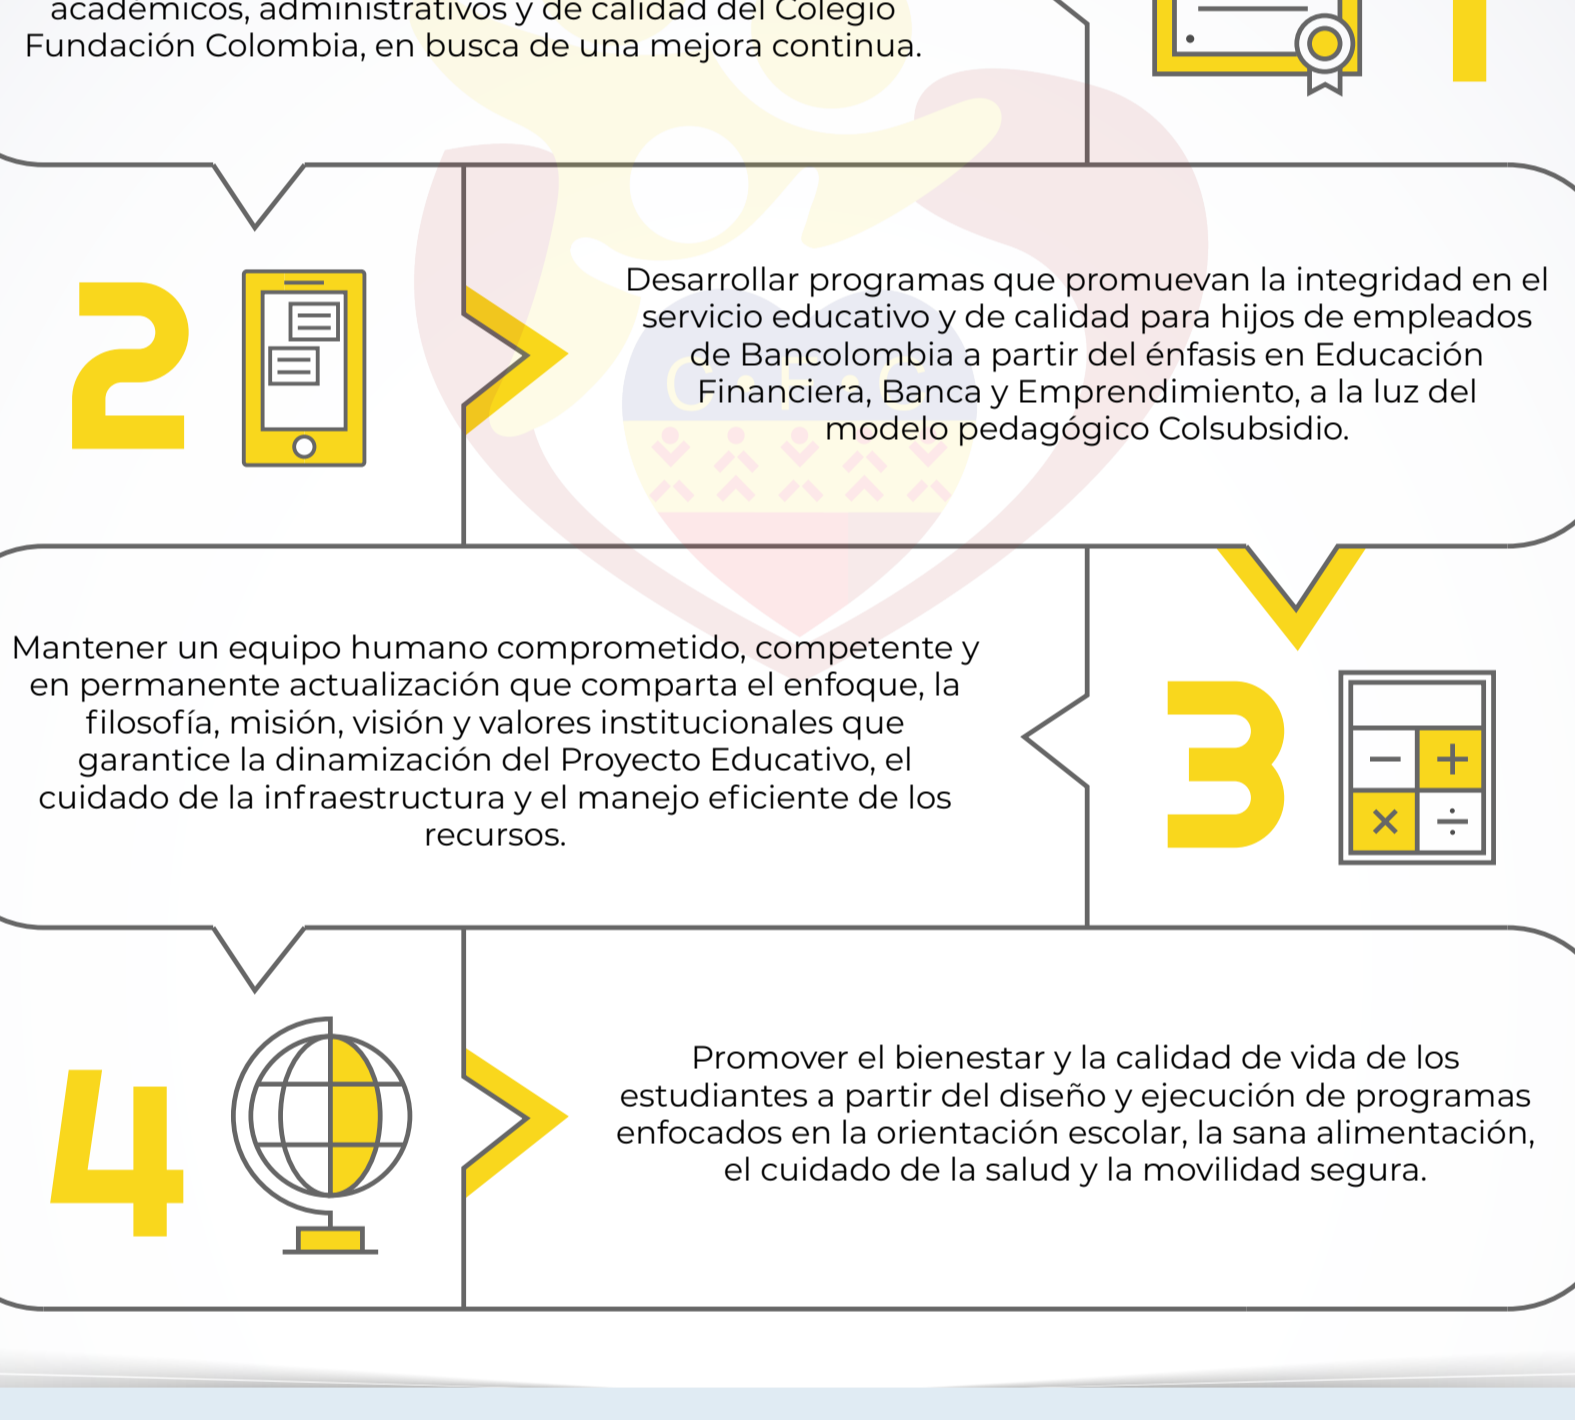 académicos, administrativos y de calidad del Colegio
Fundación Colombia, en busca de una mejora continua.
1
2
Desarrollar programas que promuevan la integridad en el
servicio educativo y de calidad para hijos de empleados
de Bancolombia a partir del énfasis en Educación
Financiera, Banca y Emprendimiento, a la luz del
modelo pedagógico Colsubsidio.
C • F • C
Mantener un equipo humano comprometido, competente y
en permanente actualización que comparta el enfoque, la
filosofía, misión, visión y valores institucionales que
garantice la dinamización del Proyecto Educativo, el
cuidado de la infraestructura y el manejo eficiente de los
recursos.
3
− +
× ÷
4
Promover el bienestar y la calidad de vida de los
estudiantes a partir del diseño y ejecución de programas
enfocados en la orientación escolar, la sana alimentación,
el cuidado de la salud y la movilidad segura.